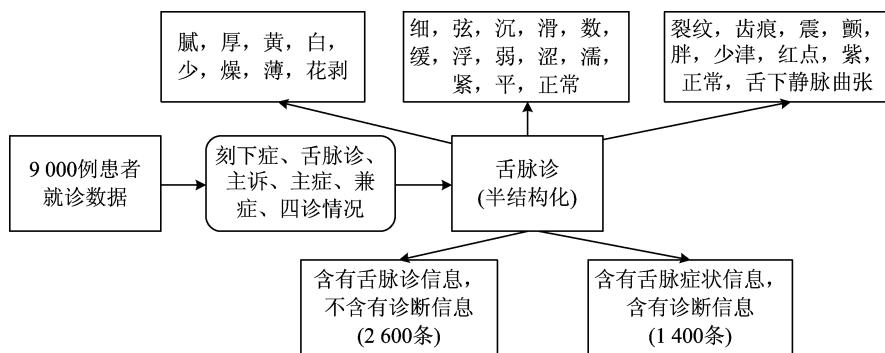 腻，厚，黄，白，
少，燥，薄，花剥
细，弦，沉，滑，数，
缓，浮，弱，涩，濡，
紧，平，正常
裂纹，齿痕，震，颤，
胖，少津，红点，紫，
正常，舌下静脉曲张
9 000例患者
就诊数据
刻下症、舌脉诊、
主诉、主症、兼
症、四诊情况
舌脉诊
(半结构化)
含有舌脉诊信息，
不含有诊断信息
(2 600条)
含有舌脉症状信息，
含有诊断信息
(1 400条)